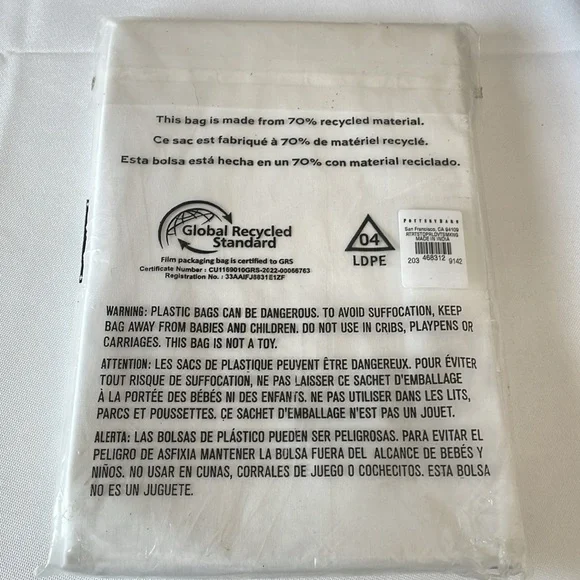 This bag is made from 70% recycled material.
Ce sac est fabriqué à 70% de matériel recyclé.
Esta bolsa está hecha en un 70% con material reciclado.
Global Recycled
Standard
Film packaging bag is certified to GRS
Certificate Number : CU1159010GRS-2022-00066763
Registration No. : 33AAIFJ5831E1ZF
04
LDPE
POTTERY BARN
San Francisco, CA 94109
MADE IN INDIA
203 468312 9142
WARNING: PLASTIC BAGS CAN BE DANGEROUS. TO AVOID SUFFOCATION, KEEP
BAG AWAY FROM BABIES AND CHILDREN. DO NOT USE IN CRIBS, PLAYPENS OR
CARRIAGES. THIS BAG IS NOT A TOY.
ATTENTION: LES SACS DE PLASTIQUE PEUVENT ÊTRE DANGEREUX. POUR ÉVITER
TOUT RISQUE DE SUFFOCATION, NE PAS LAISSER CE SACHET D'EMBALLAGE
À LA PORTÉE DES BÉBÉS NI DES ENFANTS. NE PAS UTILISER DANS LES LITS,
PARCS ET POUSSETTES. CE SACHET D'EMBALLAGE N'EST PAS UN JOUET.
ALERTA: LAS BOLSAS DE PLÁSTICO PUEDEN SER PELIGROSAS. PARA EVITAR EL
PELIGRO DE ASFIXIA MANTENER LA BOLSA FUERA DEL ALCANCE DE BEBÉS Y
NIÑOS. NO USAR EN CUNAS, CORRALES DE JUEGO O COCHECITOS. ESTA BOLSA
NO ES UN JUGUETE.